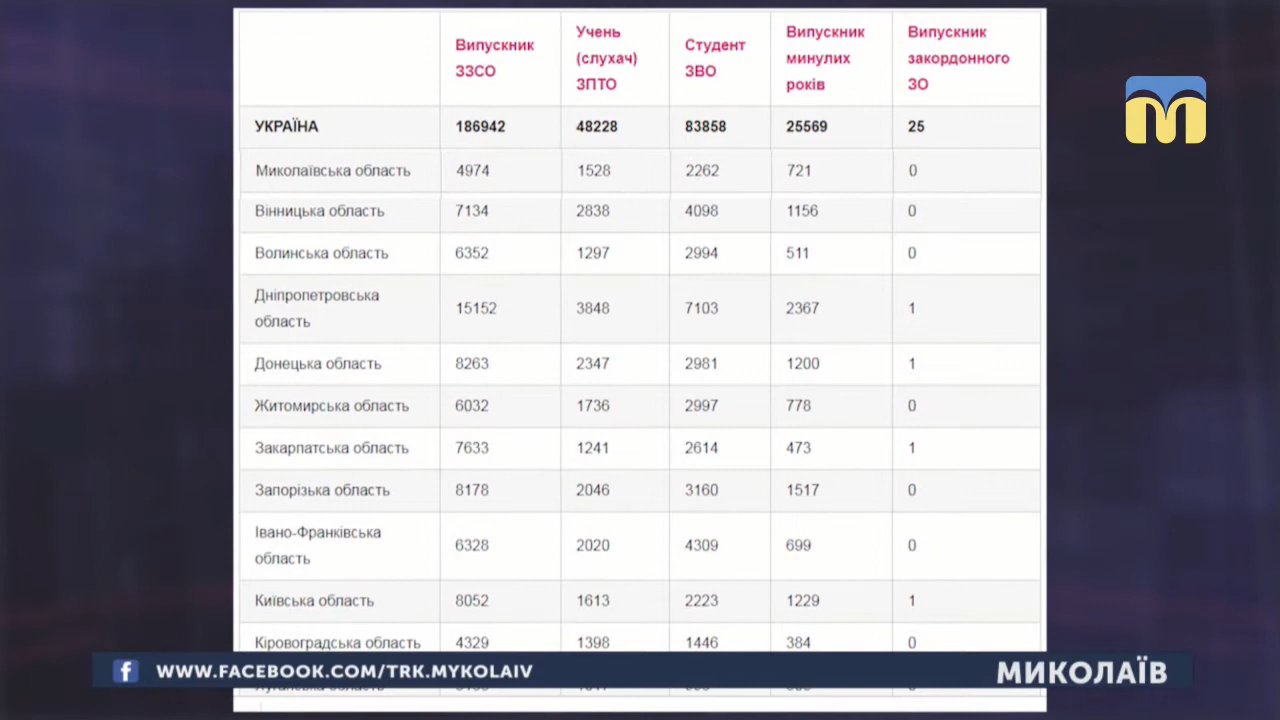 Випускник ЗЗСО | Учень (слухач) ЗПТО | Студент ЗВО | Випускник минулих років | Випускник закордонного ЗО
УКРАЇНА 186942 48228 83858 25569 25
Миколаївська область 4974 1528 2262 721 0
Вінницька область 7134 2838 4098 1156 0
Волинська область 6352 1297 2994 511 0
Дніпропетровська область 15152 3848 7103 2367 1
Донецька область 8263 2347 2981 1200 1
Житомирська область 6032 1736 2997 778 0
Закарпатська область 7633 1241 2614 473 1
Запорізька область 8178 2046 3160 1517 0
Івано-Франківська область 6328 2020 4309 699 0
Київська область 8052 1613 2223 1229 1
Кіровоградська область 4329 1398 1446 384 0
WWW.FACEBOOK.COM/TRK.MYKOLAIV
МИКОЛАЇВ